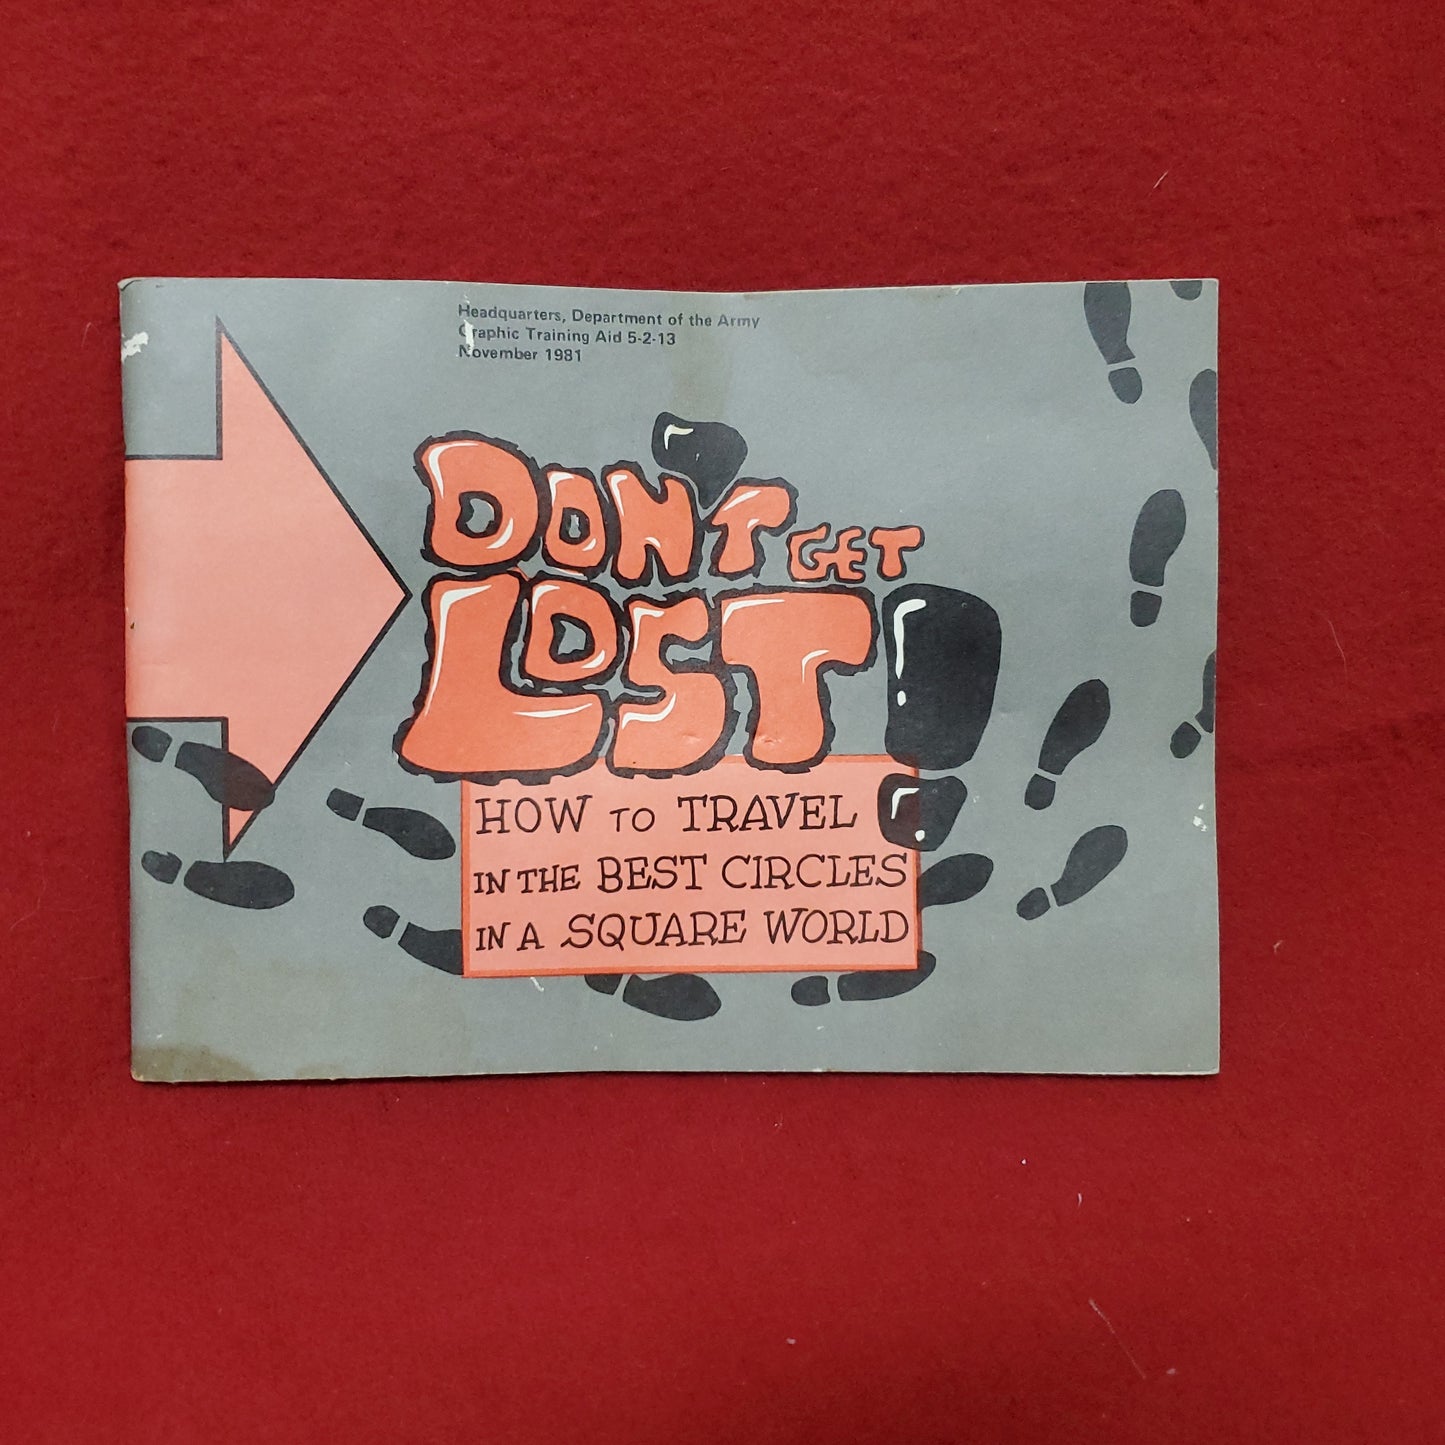 Headquarters, Department of the Army
Graphic Training Aid 5-2-13
November 1981
DON'T GET
LOST!
HOW TO TRAVEL
IN THE BEST CIRCLES
IN A SQUARE WORLD